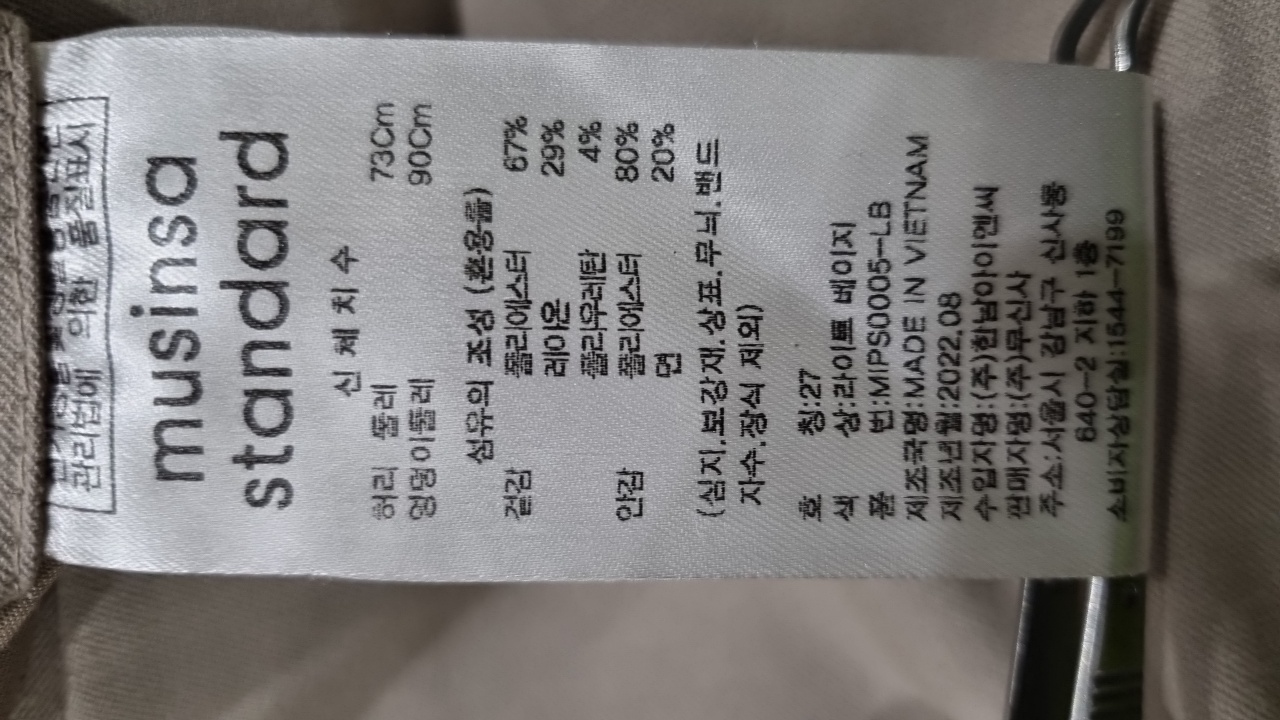 관리법에 의한 품질표시
musinsa
standard
신 체 치 수
허리 둘레 73Cm
엉덩이둘레 90Cm
섬유의 조성 (혼용율)
겉감 폴리에스터 67%
레이온 29%
폴리우레탄 4%
안감 폴리에스터 80%
면 20%
(심지.보강재.상표.무늬.밴드
자수.장식 제외)
호 칭:27
색 상:라이트 베이지
품 번:MIPS0005-LB
제조국명:MADE IN VIETNAM
제조년월:2022.08
수입자명:(주)한남아이앤씨
판매자명:(주)무신사
주소:서울시 강남구 신사동
640-2 지하 1층
소비자상담실:1544-7199